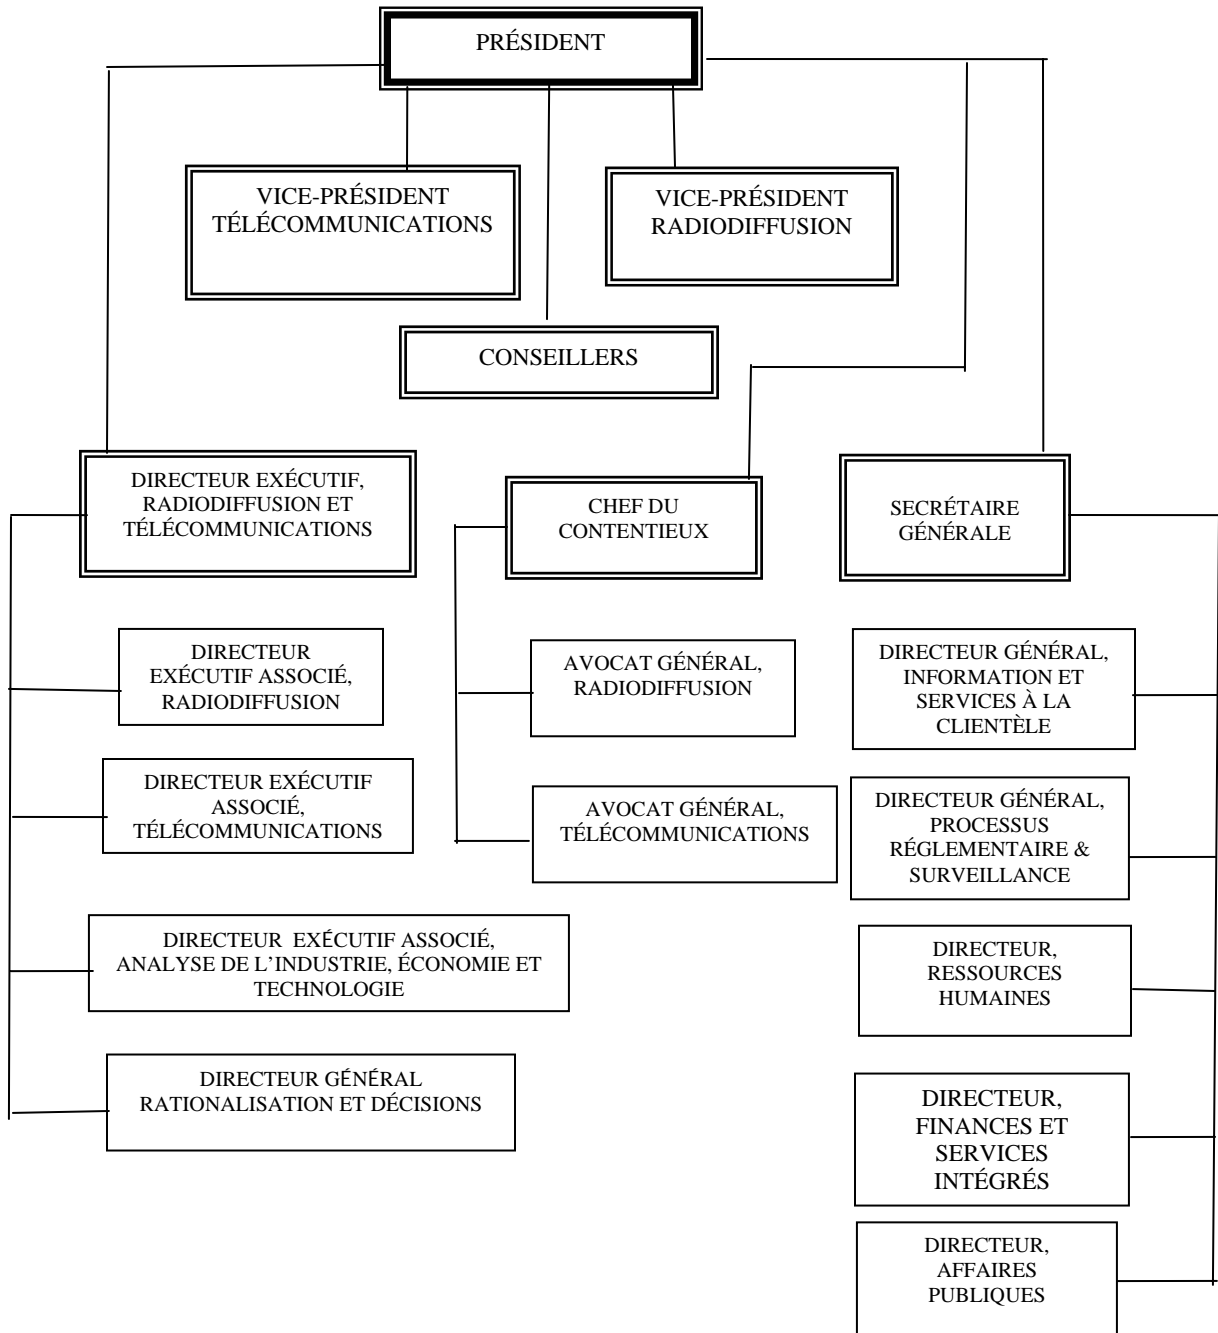 PRÉSIDENT
VICE-PRÉSIDENT
TÉLÉCOMMUNICATIONS
VICE-PRÉSIDENT
RADIODIFFUSION
CONSEILLERS
DIRECTEUR EXÉCUTIF,
RADIODIFFUSION ET
TÉLÉCOMMUNICATIONS
CHEF DU
CONTENTIEUX
SECRÉTAIRE
GÉNÉRALE
DIRECTEUR
EXÉCUTIF ASSOCIÉ,
RADIODIFFUSION
AVOCAT GÉNÉRAL,
RADIODIFFUSION
DIRECTEUR GÉNÉRAL,
INFORMATION ET
SERVICES À LA
CLIENTÈLE
DIRECTEUR EXÉCUTIF
ASSOCIÉ,
TÉLÉCOMMUNICATIONS
AVOCAT GÉNÉRAL,
TÉLÉCOMMUNICATIONS
DIRECTEUR GÉNÉRAL,
PROCESSUS
RÉGLEMENTAIRE &
SURVEILLANCE
DIRECTEUR EXÉCUTIF ASSOCIÉ,
ANALYSE DE L’INDUSTRIE, ÉCONOMIE ET
TECHNOLOGIE
DIRECTEUR,
RESSOURCES
HUMAINES
DIRECTEUR GÉNÉRAL
RATIONALISATION ET DÉCISIONS
DIRECTEUR,
FINANCES ET
SERVICES
INTÉGRÉS
DIRECTEUR,
AFFAIRES
PUBLIQUES